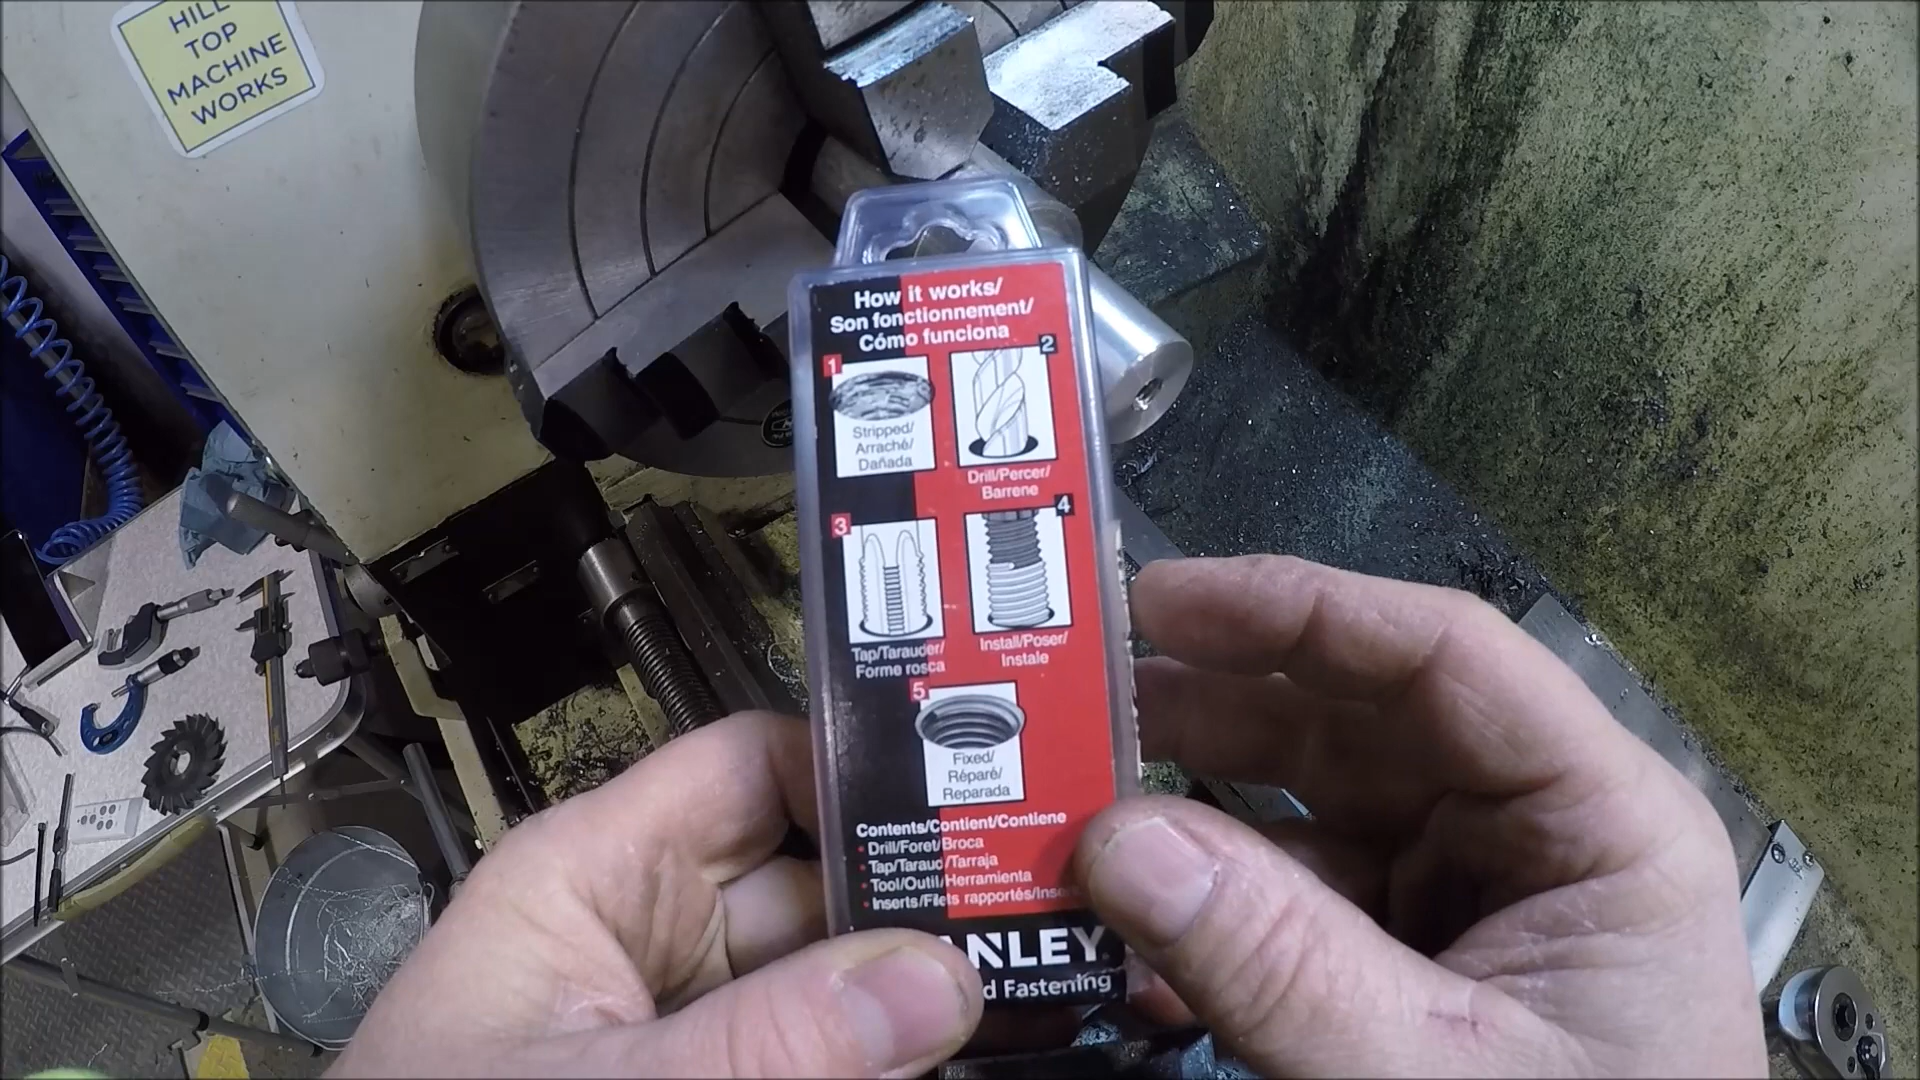 HILL
TOP
MACHINE
WORKS
How it works/
Son fonctionnement/
Cómo funciona
1
Stripped/
Arraché/
Dañada
2
Drill/Percer/
Barrene
3
Tap/Tarauder/
Forme rosca
4
Install/Poser/
Instale
5
Fixed/
Réparé/
Reparada
Contents/Contient/Contiene
• Drill/Foret/Broca
• Tap/Taraud/Tarraja
• Tool/Outil/Herramienta
• Inserts/Filets rapportés/Inser
ANLEY
d Fastening